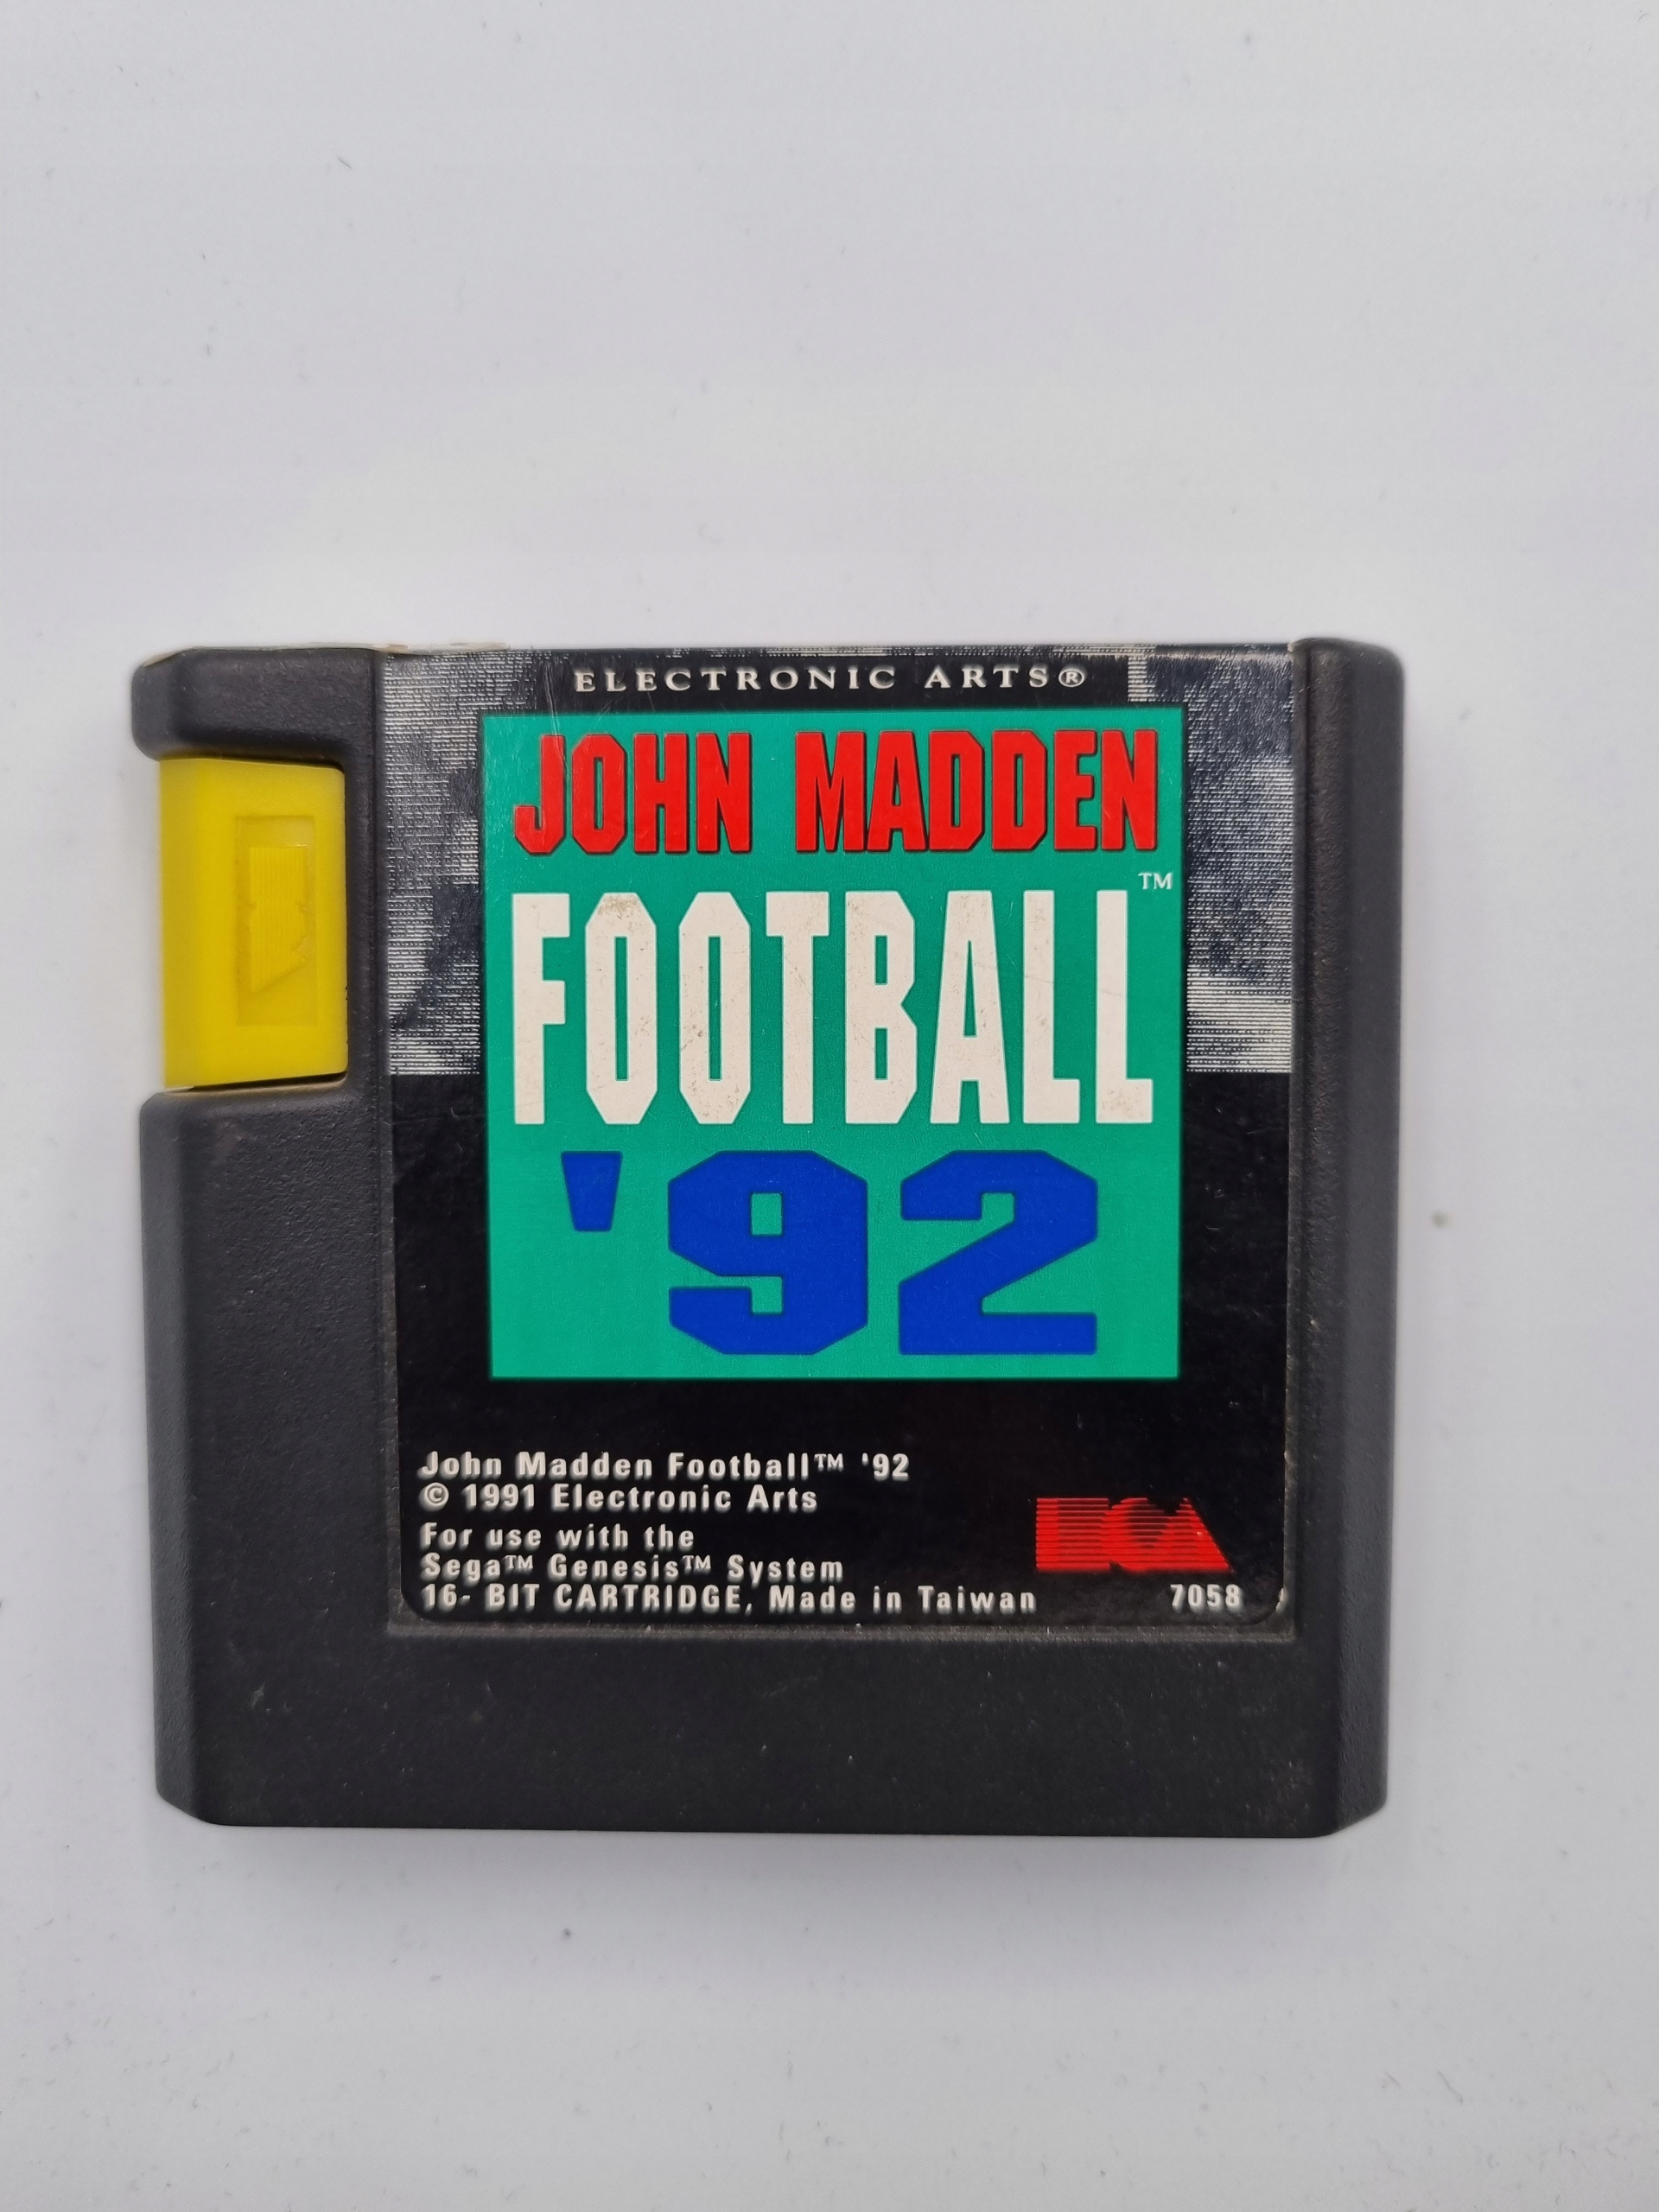 ELECTRONIC ARTS®
JOHN MADDEN
FOOTBALL™
'92
John Madden Football™ '92
© 1991 Electronic Arts
For use with the
Sega™ Genesis™ System
16- BIT CARTRIDGE, Made in Taiwan
EA
7058